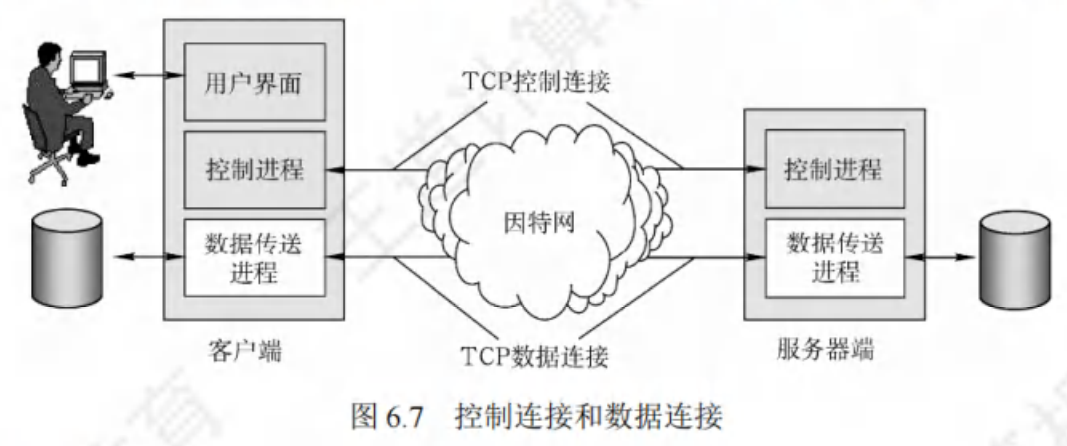 用户界面
TCP控制连接
控制进程
控制进程
因特网
数据传送
进程
数据传送
进程
客户端
TCP数据连接
服务器端
图 6.7 控制连接和数据连接